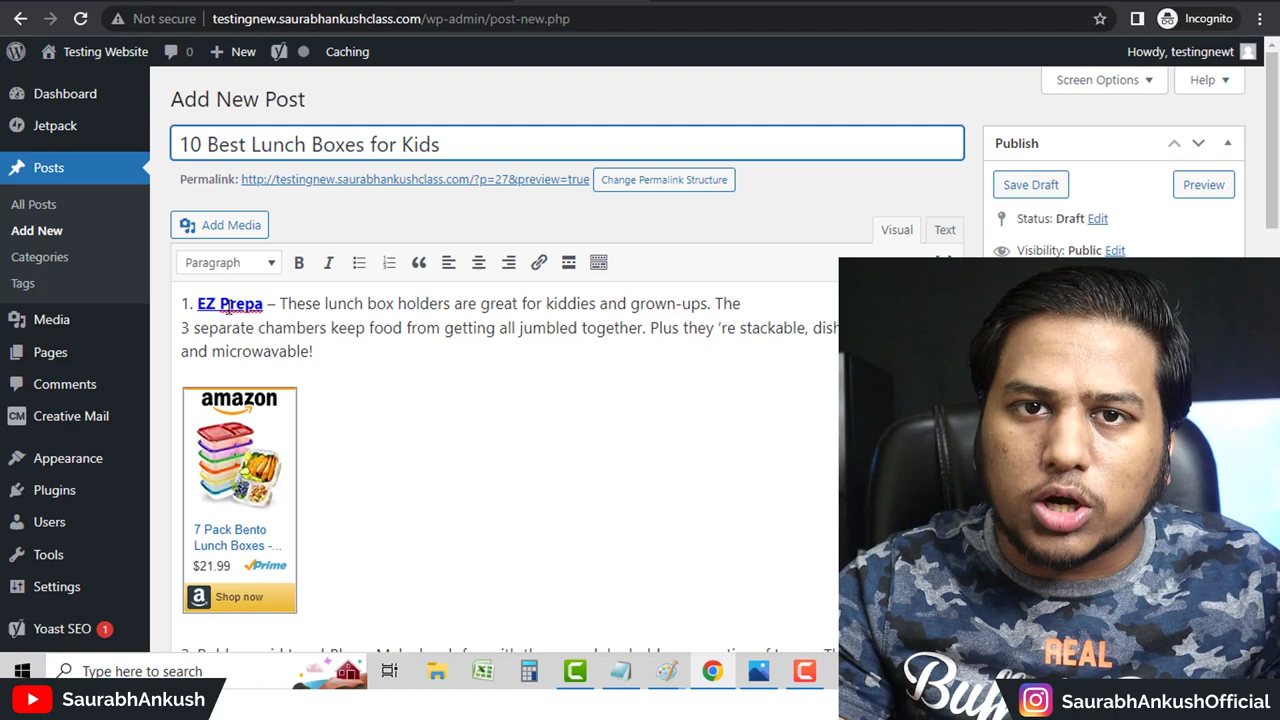 Not secure
testingnew.saurabhankushclass.com/wp-admin/post-new.php
Incognito
Testing Website
0
New
Caching
Howdy, testingnewt
Dashboard
Jetpack
Posts
All Posts
Add New
Categories
Tags
Media
Pages
Comments
CM Creative Mail
Appearance
Plugins
Users
Tools
Settings
Yoast SEO 1
Screen Options
Help
Add New Post
10 Best Lunch Boxes for Kids
Permalink: http://testingnew.saurabhankushclass.com/?p=27&preview=true
Change Permalink Structure
Add Media
Visual
Text
Paragraph
B I
1. EZ Prepa – These lunch box holders are great for kiddies and grown-ups. The
3 separate chambers keep food from getting all jumbled together. Plus they 're stackable, dish
and microwavable!
amazon
7 Pack Bento
Lunch Boxes -...
$21.99 Prime
a Shop now
Publish
Save Draft
Preview
Status: Draft Edit
Visibility: Public Edit
REAL
Buff
Type here to search
SaurabhAnkush
SaurabhAnkushOfficial